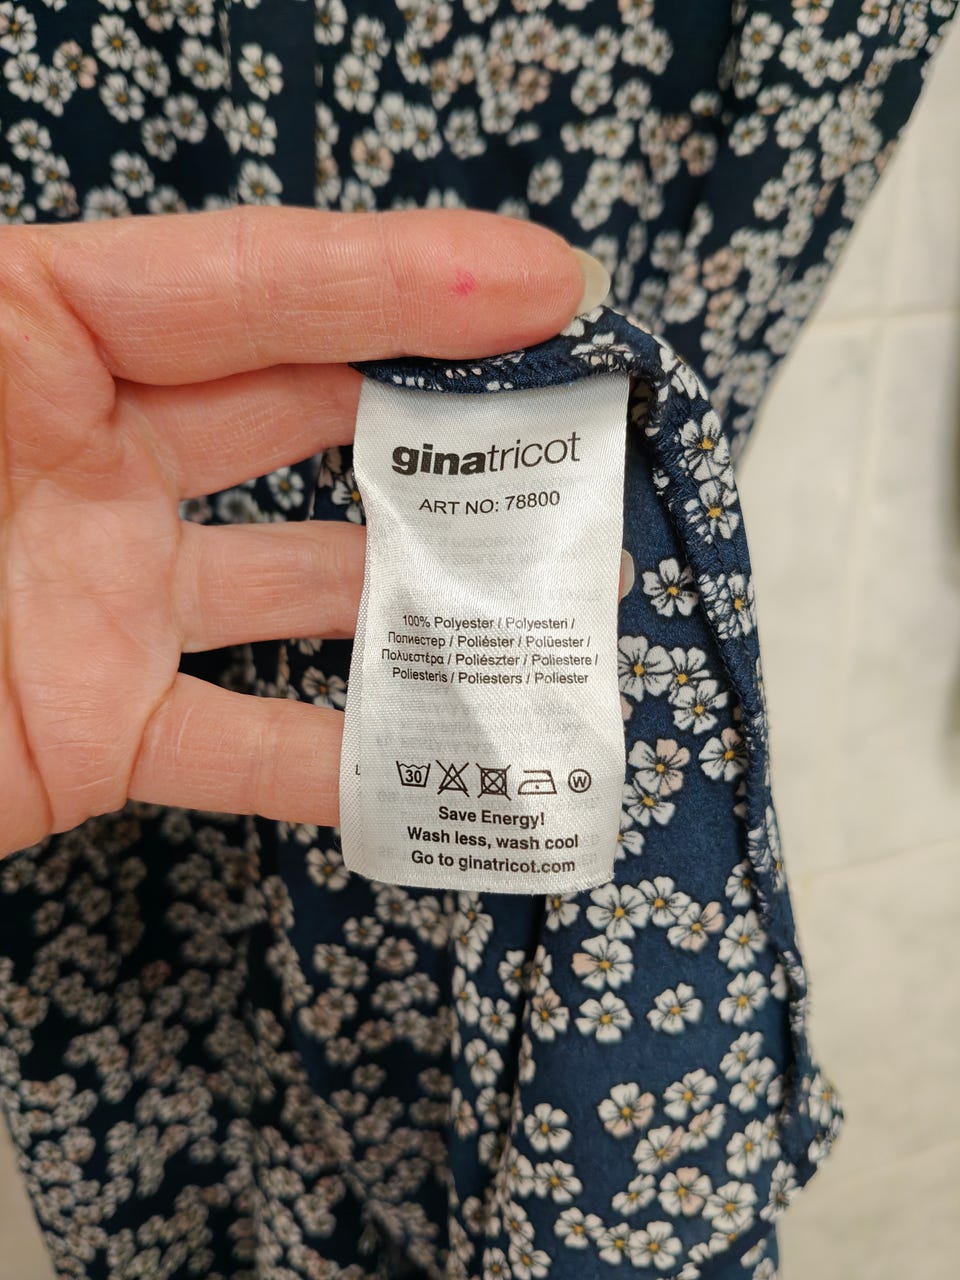 ginatricot
ART NO: 78800
100% Polyester / Polyesteri /
Полиестер / Poliéster / Polüester /
Πολυεστέρα / Poliészter / Poliestere /
Poliesteris / Poliesters / Poliester
30 W
Save Energy!
Wash less, wash cool
Go to ginatricot.com